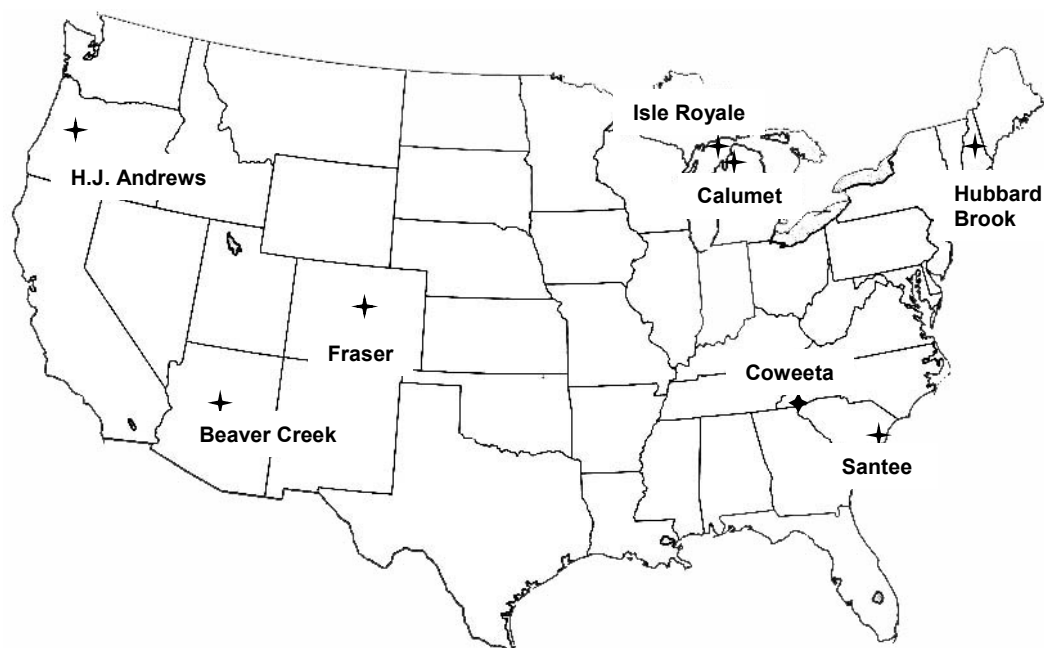 Isle Royale
H.J. Andrews
Calumet
Hubbard
Brook
Fraser
Coweeta
Beaver Creek
Santee